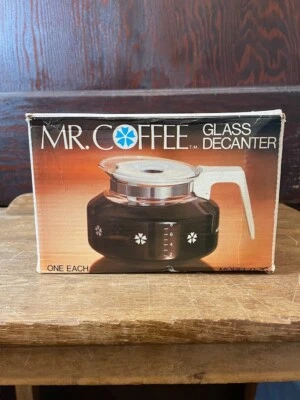 MR. COFFEE TM
GLASS
DECANTER
ONE EACH